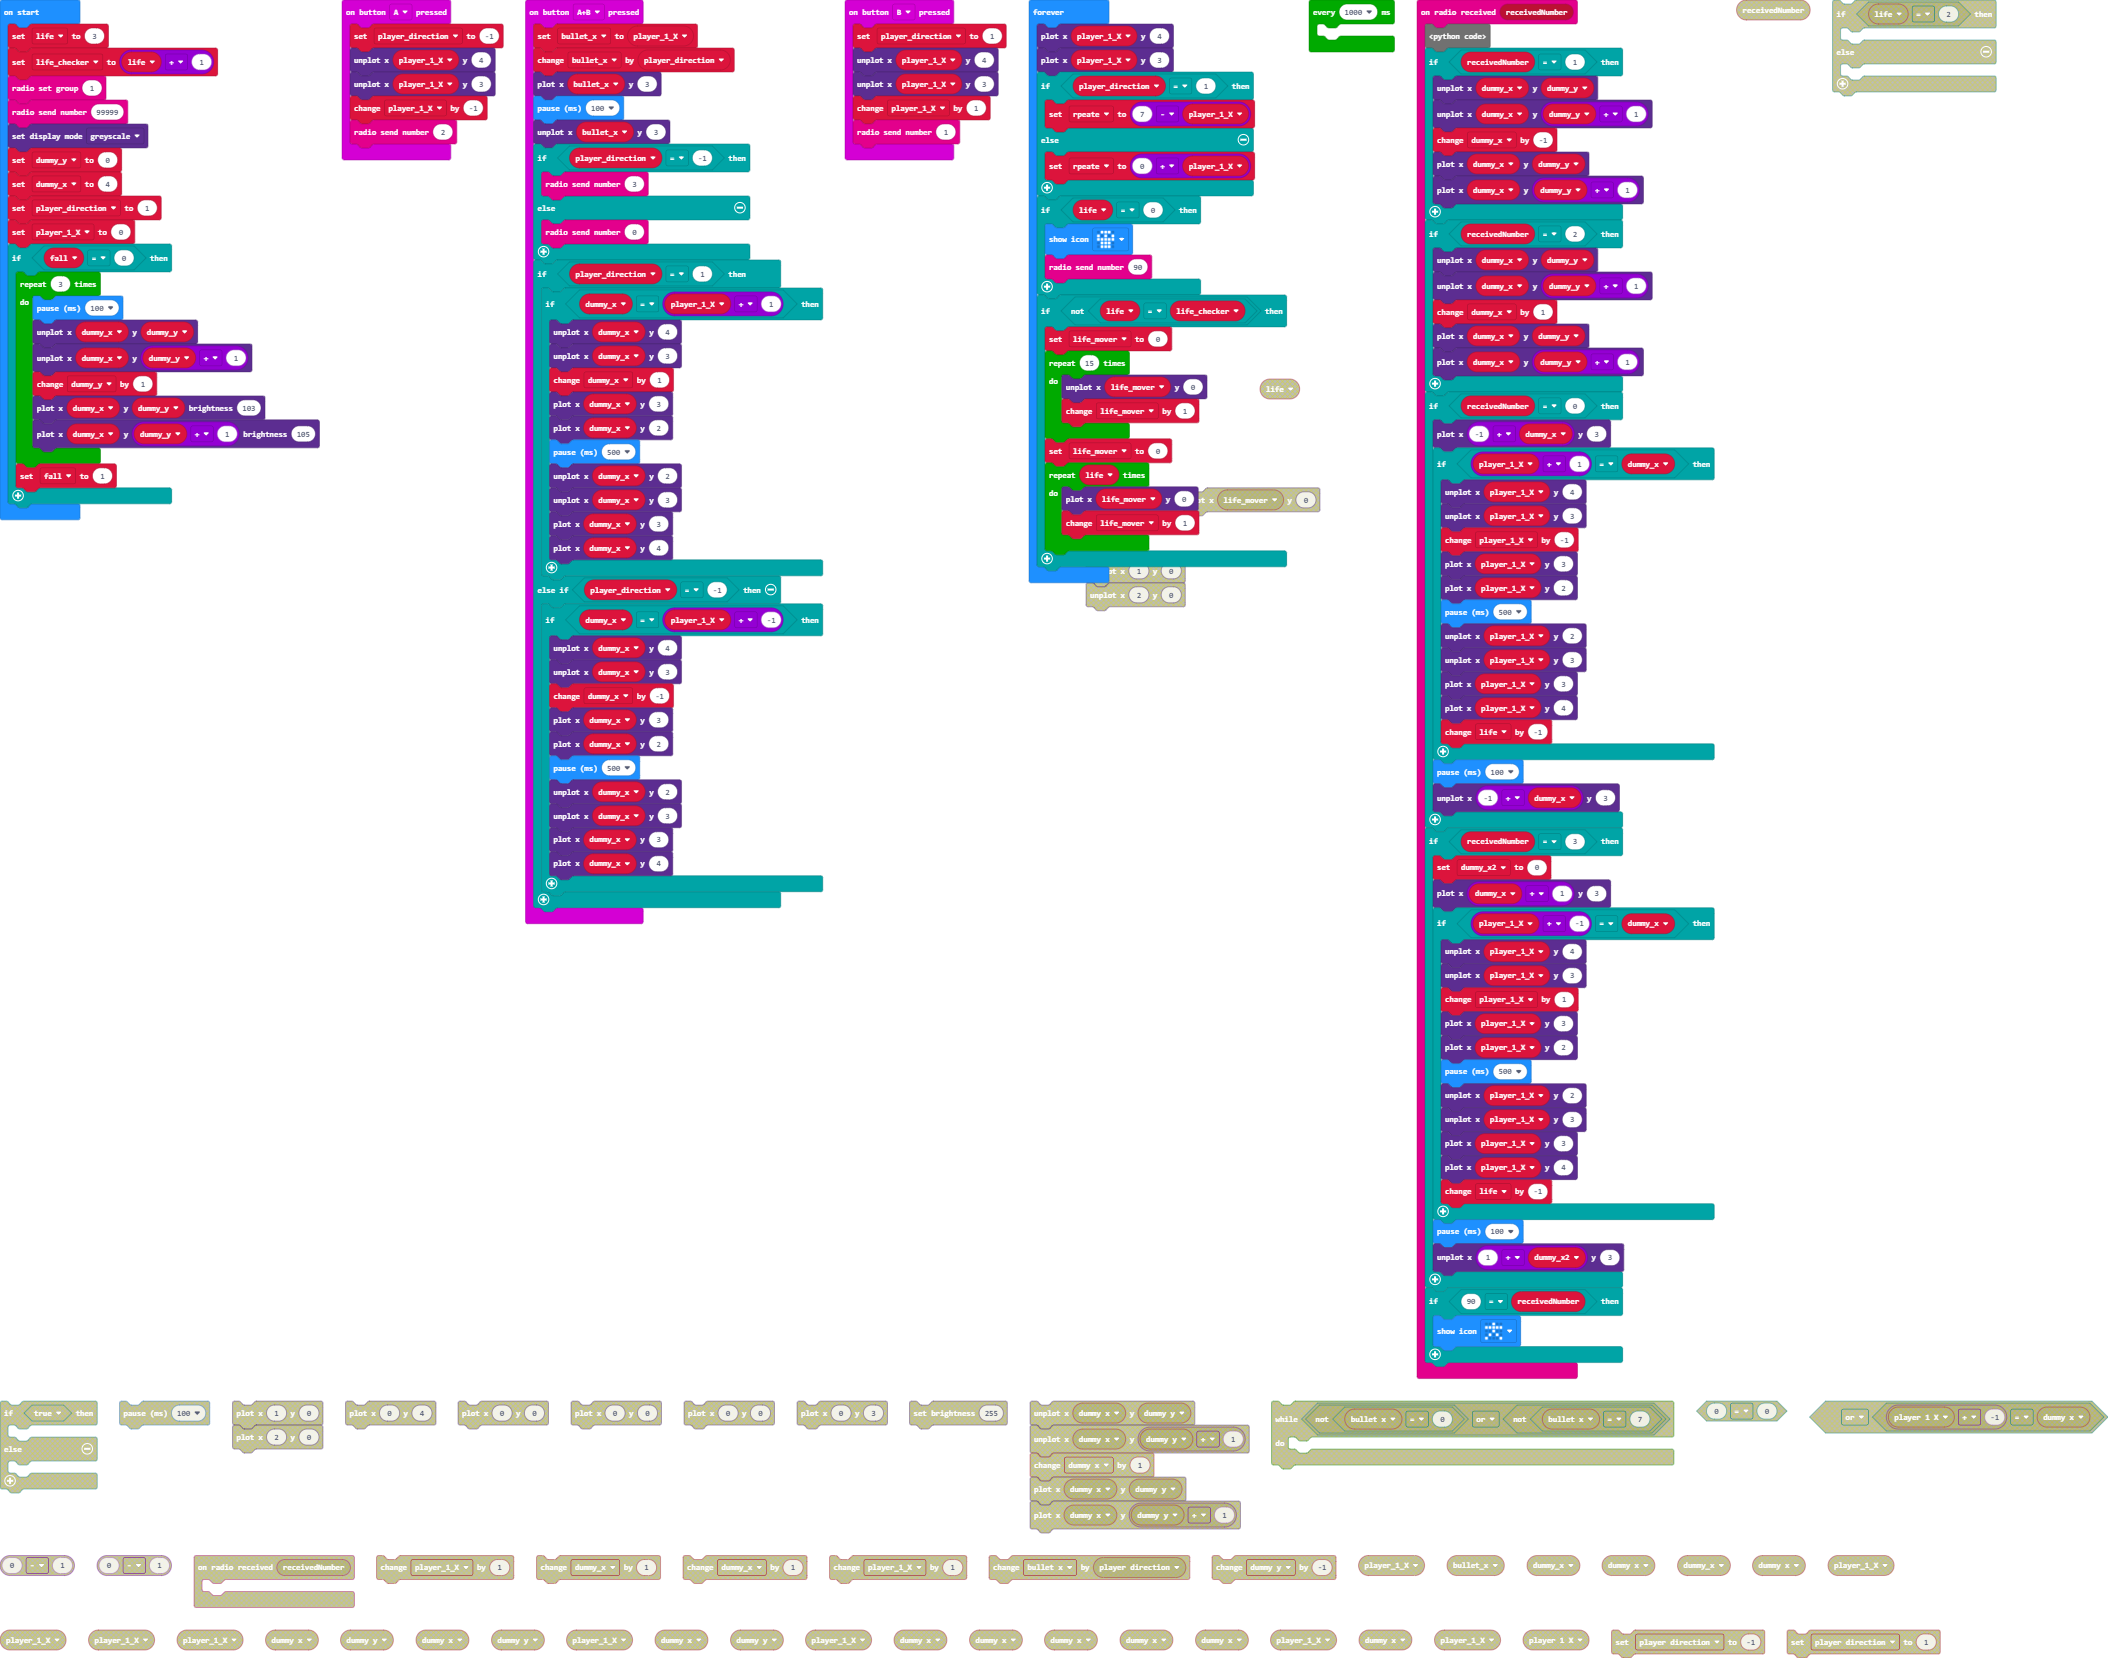 on start
set life to 3
set life_checker to life + 1
radio set group 1
radio send number 99999
set display mode greyscale
set dummy_y to 0
set dummy_x to 4
set player_direction to 1
set player_1_X to 0
if fall = 0 then
repeat 3 times
do pause (ms) 100
unplot x dummy_x y dummy_y
unplot x dummy_x y dummy_y + 1
change dummy_y by 1
plot x dummy_x y dummy_y brightness 103
plot x dummy_x y dummy_y + 1 brightness 105
set fall to 1
on button A pressed
set player_direction to -1
unplot x player_1_X y 4
unplot x player_1_X y 3
change player_1_X by -1
radio send number 2
on button A+B pressed
set bullet_x to player_1_X
change bullet_x by player_direction
plot x bullet_x y 3
pause (ms) 100
unplot x bullet_x y 3
if player_direction = -1 then
radio send number 3
else
radio send number 0
if player_direction = 1 then
if dummy_x = player_1_X + 1 then
unplot x dummy_x y 4
unplot x dummy_x y 3
change dummy_x by 1
plot x dummy_x y 3
plot x dummy_x y 2
pause (ms) 500
unplot x dummy_x y 2
unplot x dummy_x y 3
plot x dummy_x y 3
plot x dummy_x y 4
else if player_direction = -1 then
if dummy_x = player_1_X + -1 then
unplot x dummy_x y 4
unplot x dummy_x y 3
change dummy_x by -1
plot x dummy_x y 3
plot x dummy_x y 2
pause (ms) 500
unplot x dummy_x y 2
unplot x dummy_x y 3
plot x dummy_x y 3
plot x dummy_x y 4
on button B pressed
set player_direction to 1
unplot x player_1_X y 4
unplot x player_1_X y 3
change player_1_X by 1
radio send number 1
forever
plot x player_1_X y 4
plot x player_1_X y 3
if player_direction = 1 then
set rpeate to 7 - player_1_X
else
set rpeate to 0 + player_1_X
if life = 0 then
show icon
radio send number 90
if not life = life_checker then
set life_mover to 0
repeat 15 times
do unplot x life_mover y 0
change life_mover by 1
set life_mover to 0
repeat life times
do plot x life_mover y 0
change life_mover by 1
life
x life_mover y 0
x 1 y 0
unplot x 2 y 0
every 1000 ms
on radio received receivedNumber
<python code>
if receivedNumber = 1 then
unplot x dummy_x y dummy_y
unplot x dummy_x y dummy_y + 1
change dummy_x by -1
plot x dummy_x y dummy_y
plot x dummy_x y dummy_y + 1
if receivedNumber = 2 then
unplot x dummy_x y dummy_y
unplot x dummy_x y dummy_y + 1
change dummy_x by 1
plot x dummy_x y dummy_y
plot x dummy_x y dummy_y + 1
if receivedNumber = 0 then
plot x -1 + dummy_x y 3
if player_1_X + 1 = dummy_x then
unplot x player_1_X y 4
unplot x player_1_X y 3
change player_1_X by -1
plot x player_1_X y 3
plot x player_1_X y 2
pause (ms) 500
unplot x player_1_X y 2
unplot x player_1_X y 3
plot x player_1_X y 3
plot x player_1_X y 4
change life by -1
pause (ms) 100
unplot x -1 + dummy_x y 3
if receivedNumber = 3 then
set dummy_x2 to 0
plot x dummy_x + 1 y 3
if player_1_X + -1 = dummy_x then
unplot x player_1_X y 4
unplot x player_1_X y 3
change player_1_X by 1
plot x player_1_X y 3
plot x player_1_X y 2
pause (ms) 500
unplot x player_1_X y 2
unplot x player_1_X y 3
plot x player_1_X y 3
plot x player_1_X y 4
change life by -1
pause (ms) 100
unplot x 1 + dummy_x2 y 3
if 90 = receivedNumber then
show icon
receivedNumber
if life = 2 then
else
if true then
else
pause (ms) 100
plot x 1 y 0
plot x 2 y 0
plot x 0 y 4
plot x 0 y 0
plot x 0 y 0
plot x 0 y 0
plot x 0 y 3
set brightness 255
unplot x dummy x y dummy y
unplot x dummy x y dummy y + 1
change dummy x by 1
plot x dummy x y dummy y
plot x dummy x y dummy y + 1
while not bullet x = 0 or not bullet x = 7
do
0 = 0
or player 1 X + -1 = dummy x
0 - 1
0 - 1
on radio received receivedNumber
change player_1_X by 1
change dummy_x by 1
change dummy_x by 1
change player_1_X by 1
change bullet x by player direction
change dummy y by -1
player_1_X
bullet_x
dummy_x
dummy x
dummy_x
dummy x
player_1_X
player_1_X
player_1_X
player_1_X
dummy x
dummy y
dummy x
dummy y
player_1_X
dummy x
dummy y
player_1_X
dummy x
dummy x
dummy x
dummy x
dummy x
player_1_X
dummy x
player_1_X
player 1 X
set player direction to -1
set player direction to 1